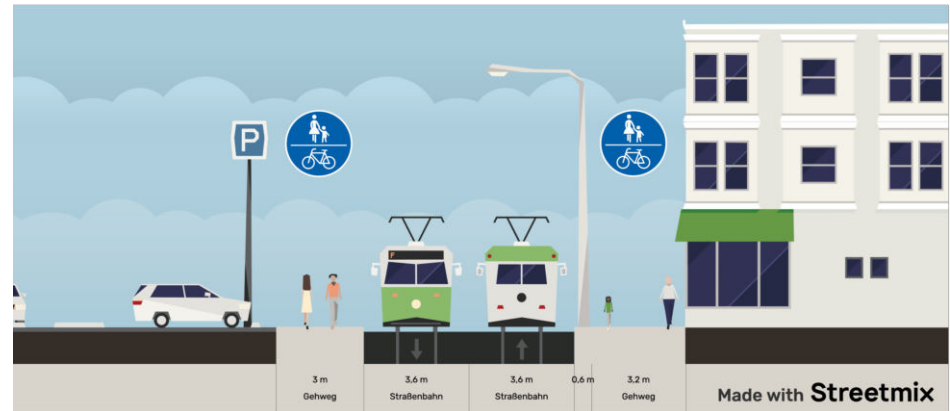 P
F
3 m
Gehweg
3,6 m
Straßenbahn
3,6 m
Straßenbahn
0,6 m
3,2 m
Gehweg
Made with Streetmix